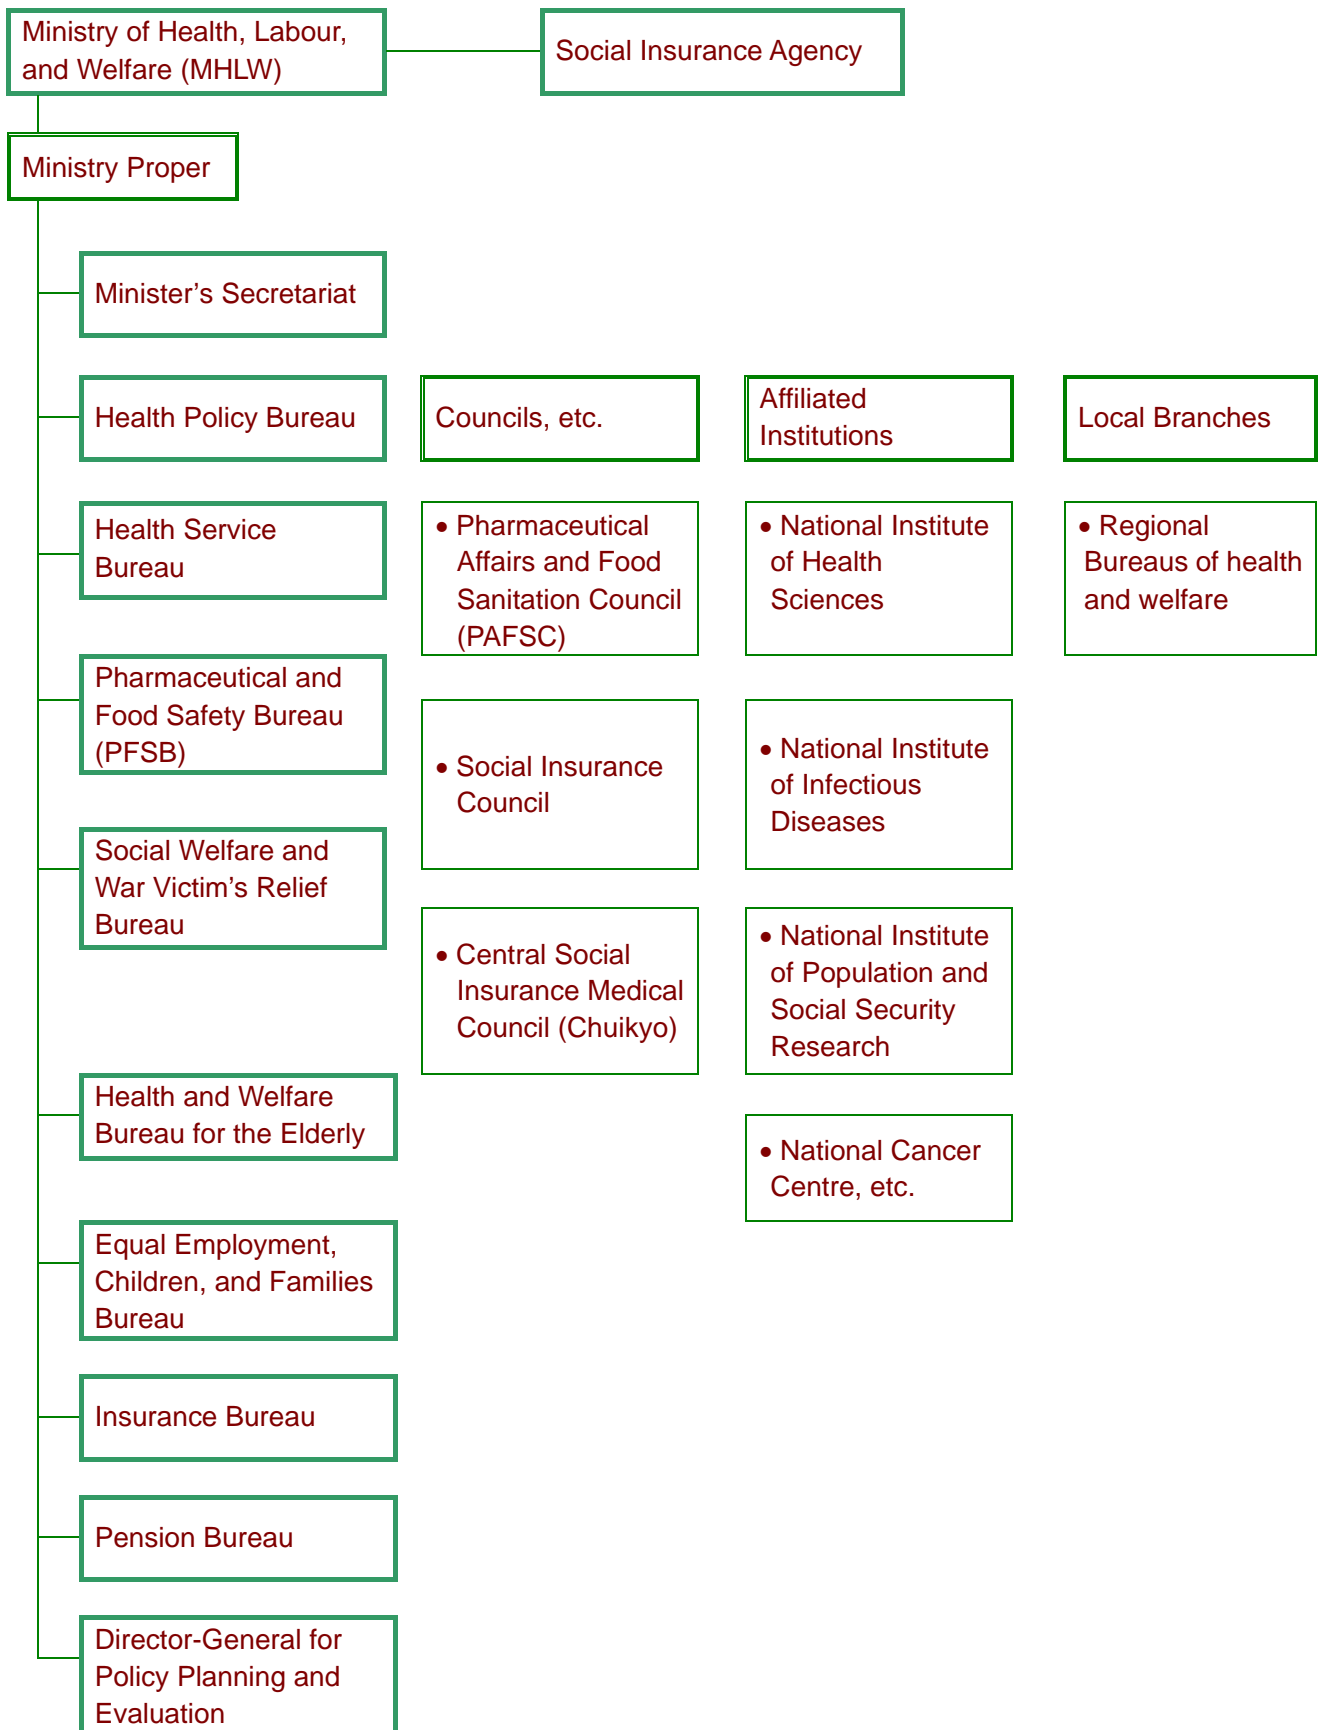 Ministry of Health, Labour,
and Welfare (MHLW)
Social Insurance Agency
Ministry Proper
Minister’s Secretariat
Health Policy Bureau
Health Service
Bureau
Pharmaceutical and
Food Safety Bureau
(PFSB)
Social Welfare and
War Victim’s Relief
Bureau
Health and Welfare
Bureau for the Elderly
Equal Employment,
Children, and Families
Bureau
Insurance Bureau
Pension Bureau
Director-General for
Policy Planning and
Evaluation
Councils, etc.
• Pharmaceutical
Affairs and Food
Sanitation Council
(PAFSC)
• Social Insurance
Council
• Central Social
Insurance Medical
Council (Chuikyo)
Affiliated
Institutions
• National Institute
of Health
Sciences
• National Institute
of Infectious
Diseases
• National Institute
of Population and
Social Security
Research
• National Cancer
Centre, etc.
Local Branches
• Regional
Bureaus of health
and welfare